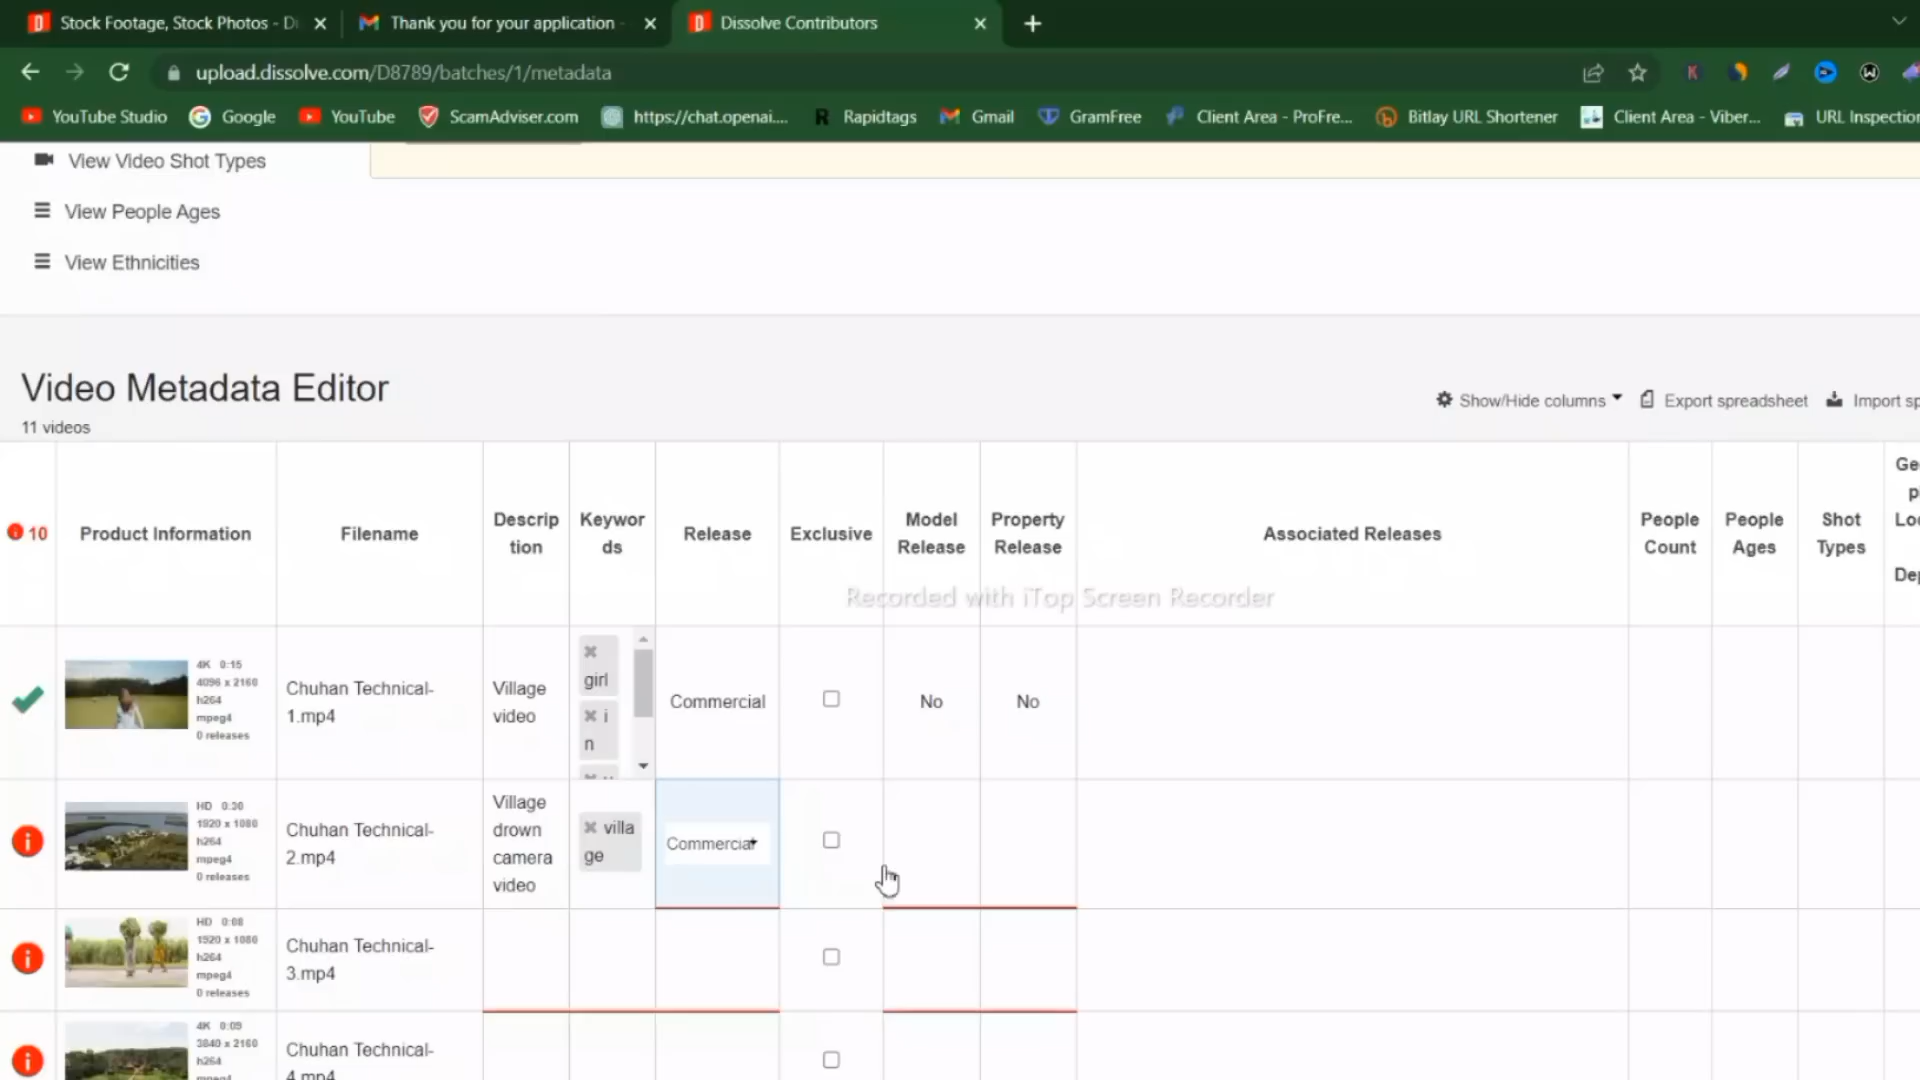 Stock Footage, Stock Photos - Di
Thank you for your application -
Dissolve Contributors
upload.dissolve.com/D8789/batches/1/metadata
YouTube Studio
Google
YouTube
ScamAdviser.com
https://chat.openai....
Rapidtags
Gmail
GramFree
Client Area - ProFre...
Bitlay URL Shortener
Client Area - Viber...
URL Inspection
View Video Shot Types
View People Ages
View Ethnicities
Video Metadata Editor
11 videos
Show/Hide columns
Export spreadsheet
Import sp
10
Product Information
Filename
Descrip
tion
Keywor
ds
Release
Exclusive
Model
Release
Property
Release
Associated Releases
People
Count
People
Ages
Shot
Types
Ge
p
Loc
Dep
Recorded with iTop Screen Recorder
4K 0:15
4096 x 2160
h264
mpeg4
0 releases
Chuhan Technical-
1.mp4
Village
video
girl
i
n
Commercial
No
No
HD 0:30
1920 x 1080
h264
mpeg4
0 releases
Chuhan Technical-
2.mp4
Village
drown
camera
video
villa
ge
Commercial
HD 0:08
1920 x 1080
h264
mpeg4
0 releases
Chuhan Technical-
3.mp4
4K 0:09
3840 x 2160
h264
mpeg4
Chuhan Technical-
4.mp4